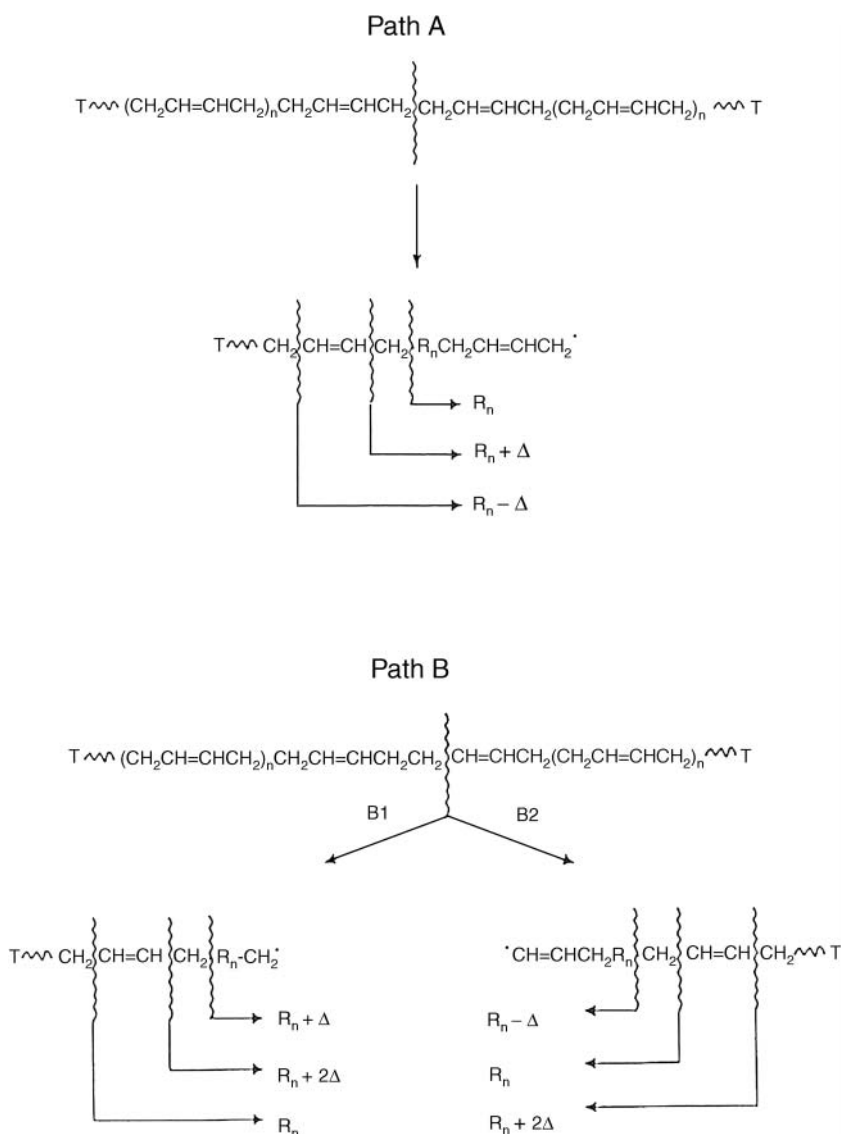 Path A
T (CH₂CH=CHCH₂)ₙCH₂CH=CHCH₂ CH₂CH=CHCH₂(CH₂CH=CHCH₂)ₙ T
T CH₂ CH=CH CH₂ RₙCH₂CH=CHCH₂•
Rₙ
Rₙ + Δ
Rₙ − Δ
Path B
T (CH₂CH=CHCH₂)ₙCH₂CH=CHCH₂CH₂ CH=CHCH₂(CH₂CH=CHCH₂)ₙ T
B1 B2
T CH₂ CH=CH CH₂ Rₙ-CH₂• •CH=CHCH₂Rₙ CH₂ CH=CH CH₂ T
Rₙ + Δ Rₙ − Δ
Rₙ + 2Δ Rₙ
Rₙ Rₙ + 2Δ